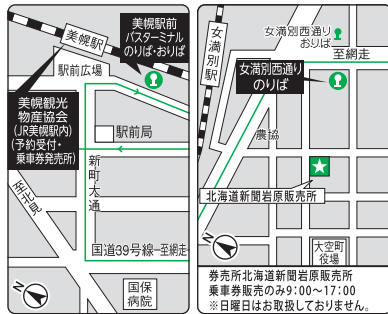 美幌駅
美幌駅前
バスターミナル
のりば・おりば
駅前広場
美幌観光
物産協会
(JR美幌駅内)
(予約受付・
乗車券発売所)
駅前局
新町大通
至北見
国道39号線
至網走
国保
病院
N
女満別駅
女満別西通り
おりば
至網走
女満別西通り
のりば
農協
北海道新聞岩原販売所
大空町
役場
N
券売所北海道新聞岩原販売所
乗車券販売のみ9:00〜17:00
※日曜日はお取扱しておりません。